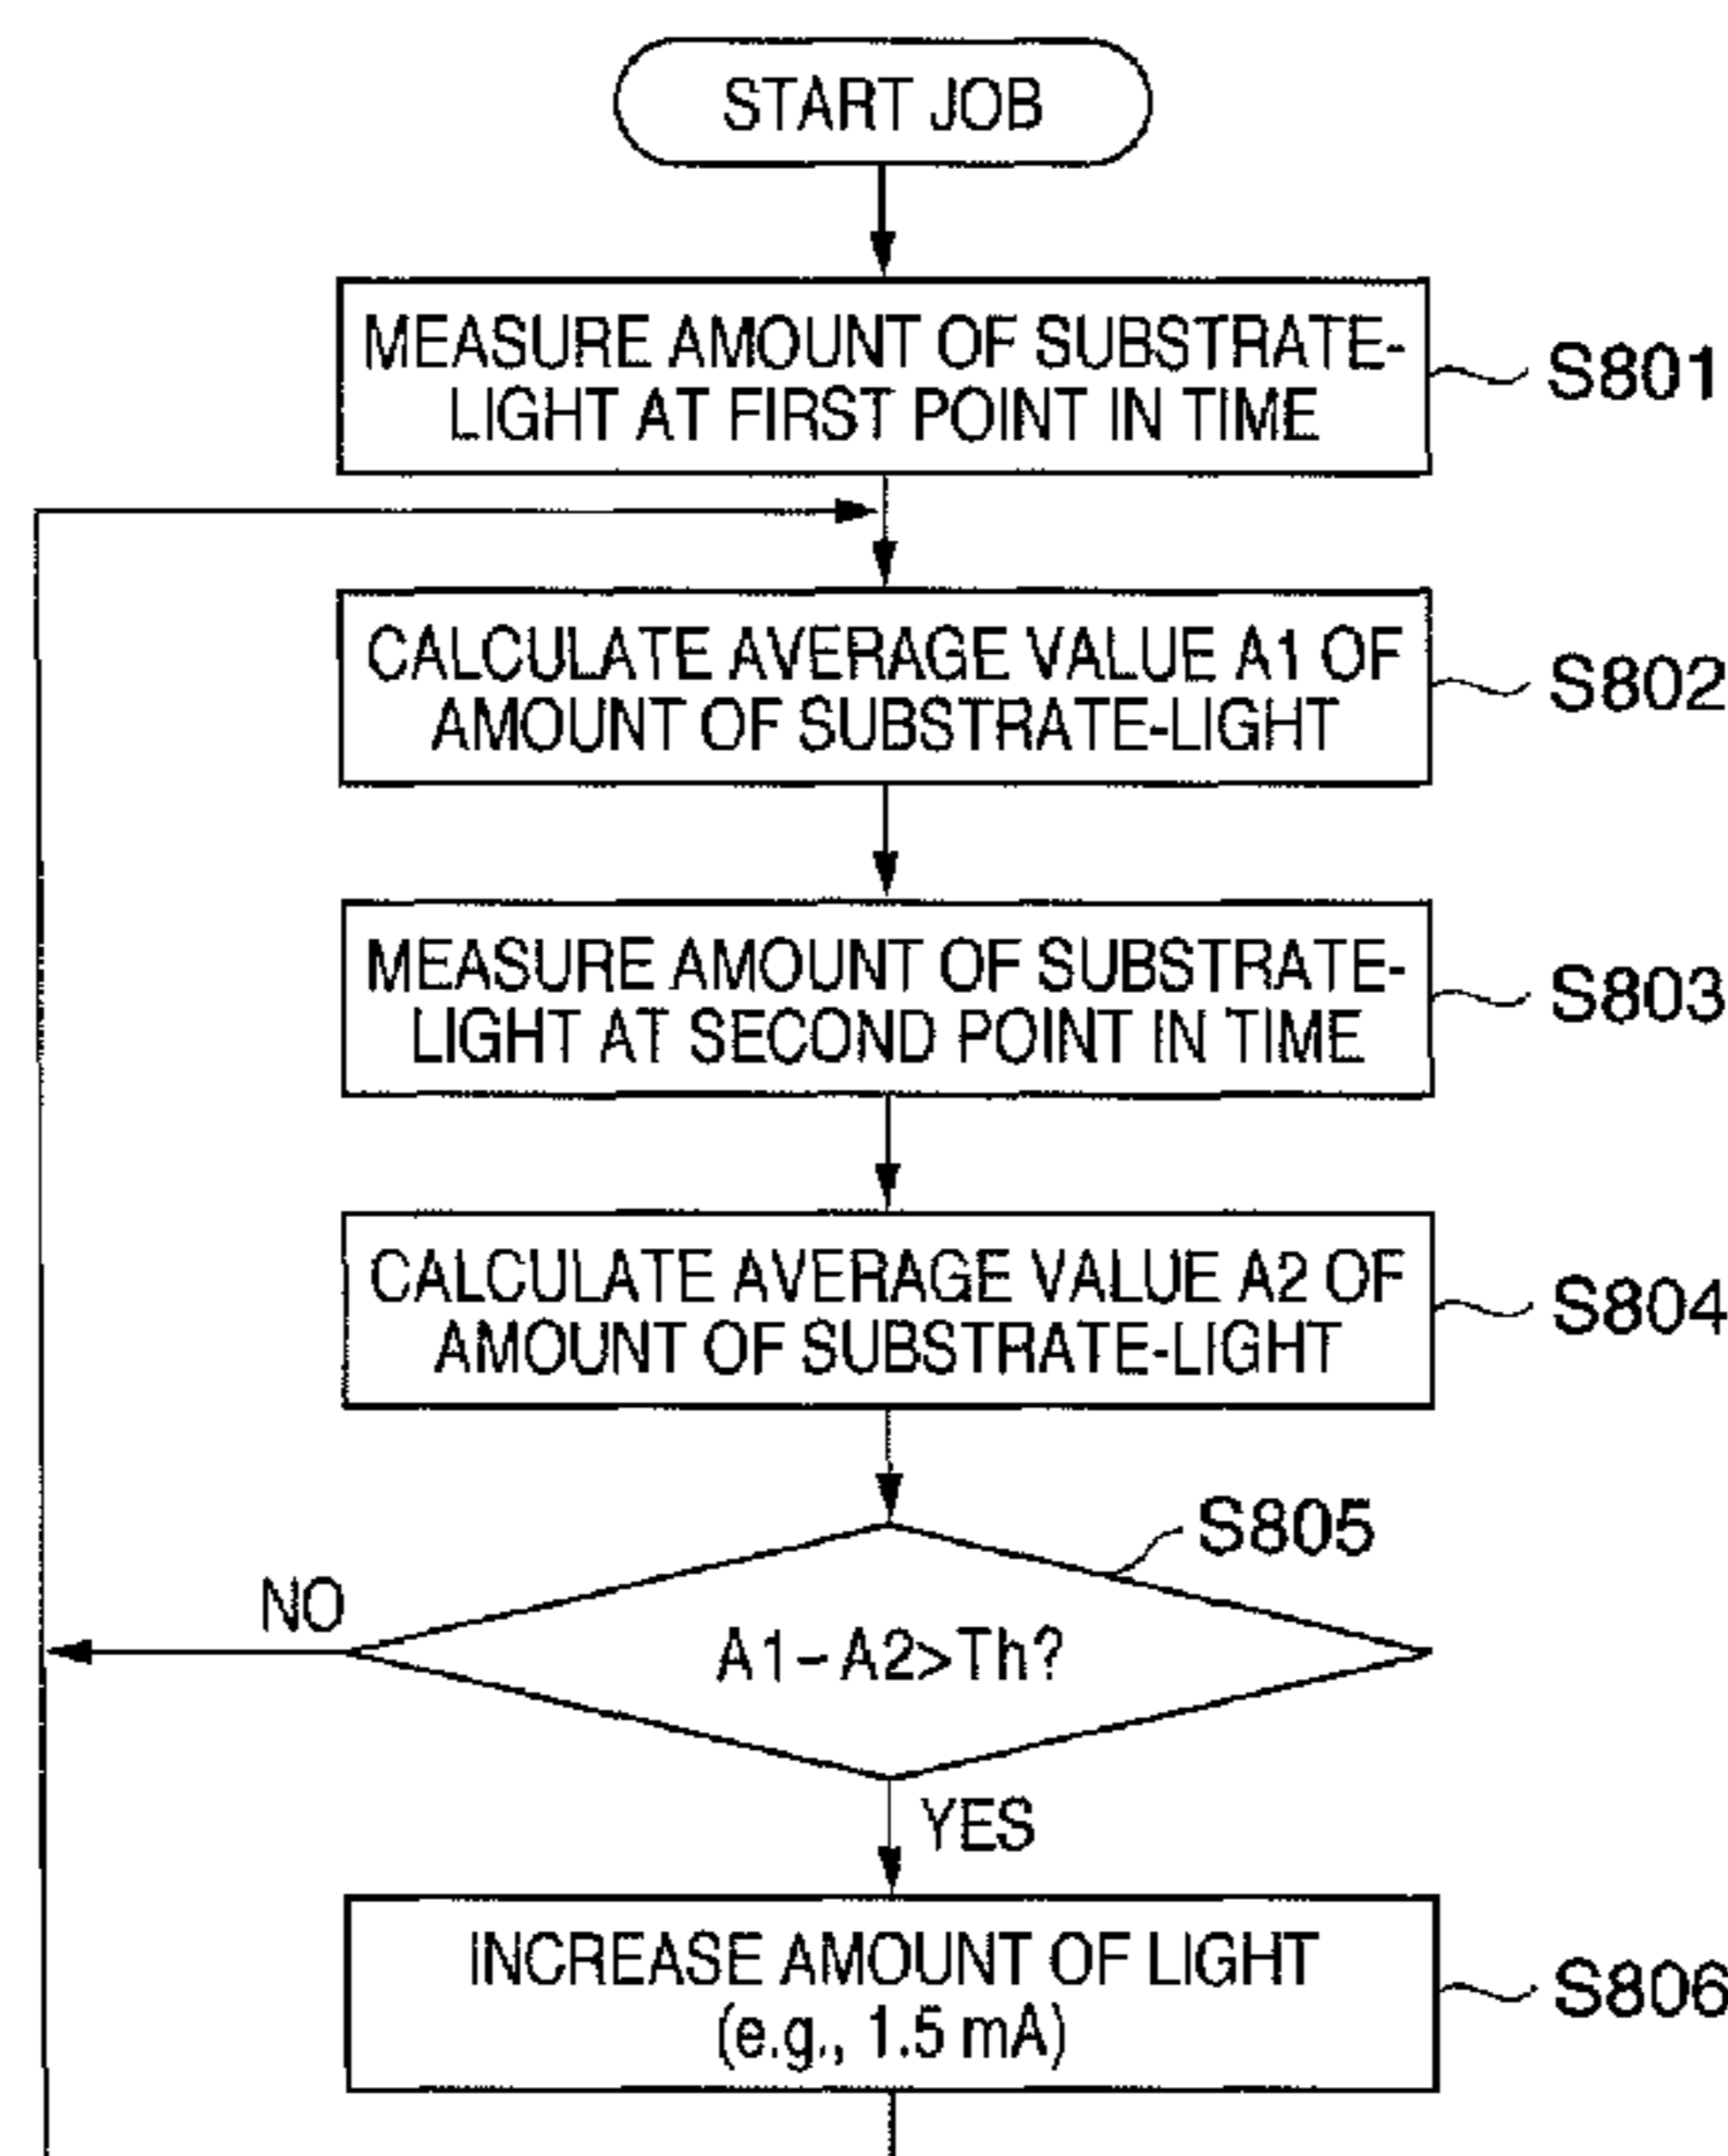 START JOB
MEASURE AMOUNT OF SUBSTRATE-
LIGHT AT FIRST POINT IN TIME
S801
CALCULATE AVERAGE VALUE A1 OF
AMOUNT OF SUBSTRATE-LIGHT
S802
MEASURE AMOUNT OF SUBSTRATE-
LIGHT AT SECOND POINT IN TIME
S803
CALCULATE AVERAGE VALUE A2 OF
AMOUNT OF SUBSTRATE-LIGHT
S804
S805
NO
A1–A2>Th?
YES
INCREASE AMOUNT OF LIGHT
(e.g., 1.5 mA)
S806